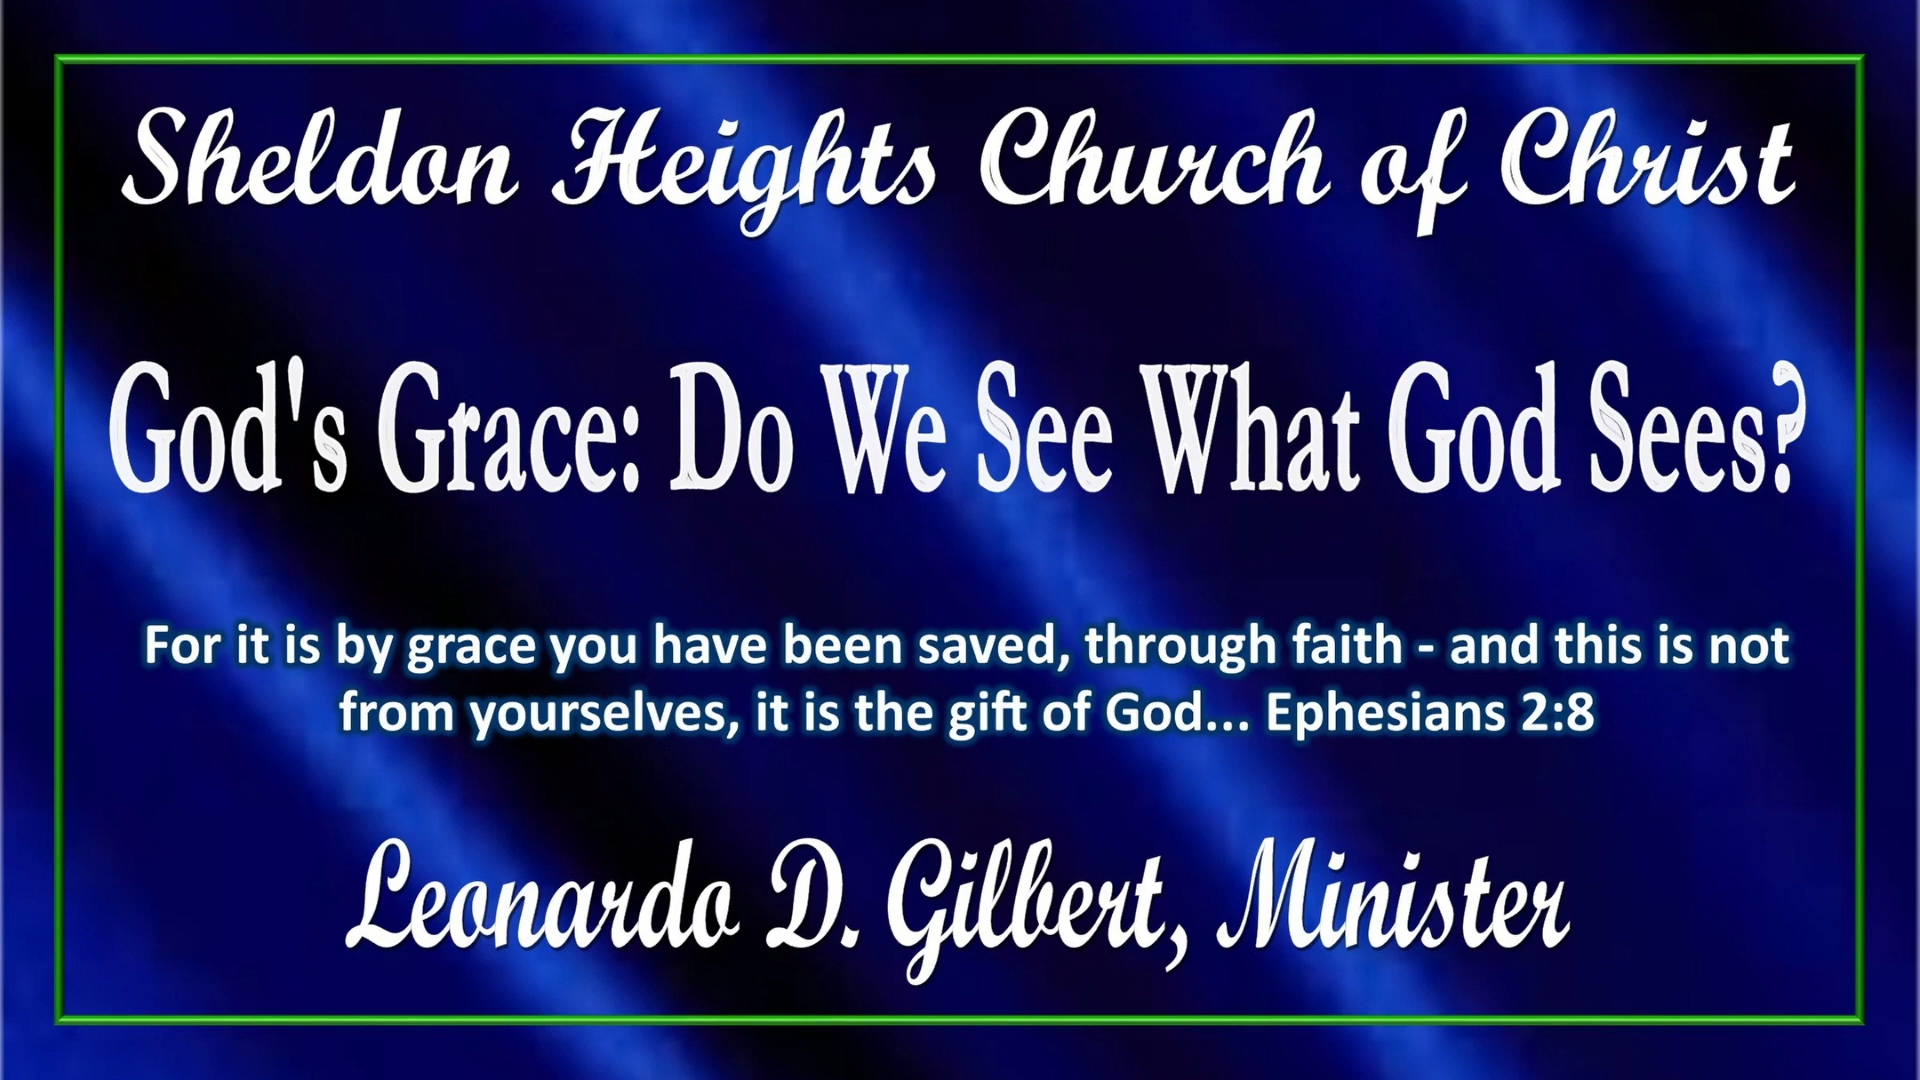 Sheldon Heights Church of Christ
God's Grace: Do We See What God Sees?
For it is by grace you have been saved, through faith - and this is not
from yourselves, it is the gift of God... Ephesians 2:8
Leonardo D. Gilbert, Minister